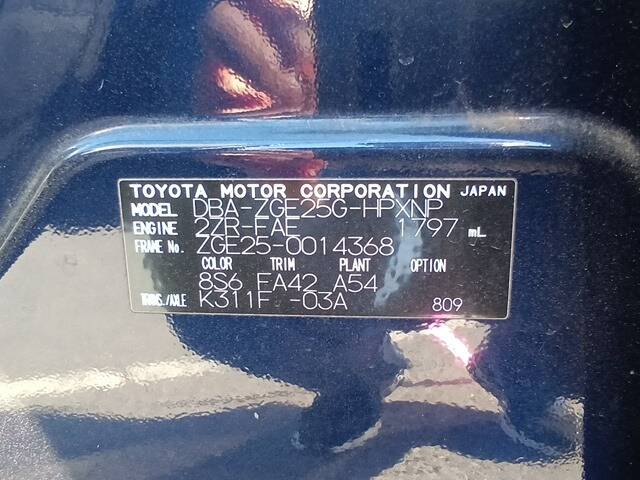 TOYOTA MOTOR CORPORATION JAPAN
MODEL DBA-ZGE25G-HPXNP
ENGINE 2ZR-FAE 1797 mL
FRAME No. ZGE25-0014368
COLOR TRIM PLANT OPTION
8S6 FA42 A54
TRANS./AXLE K311F -03A 809